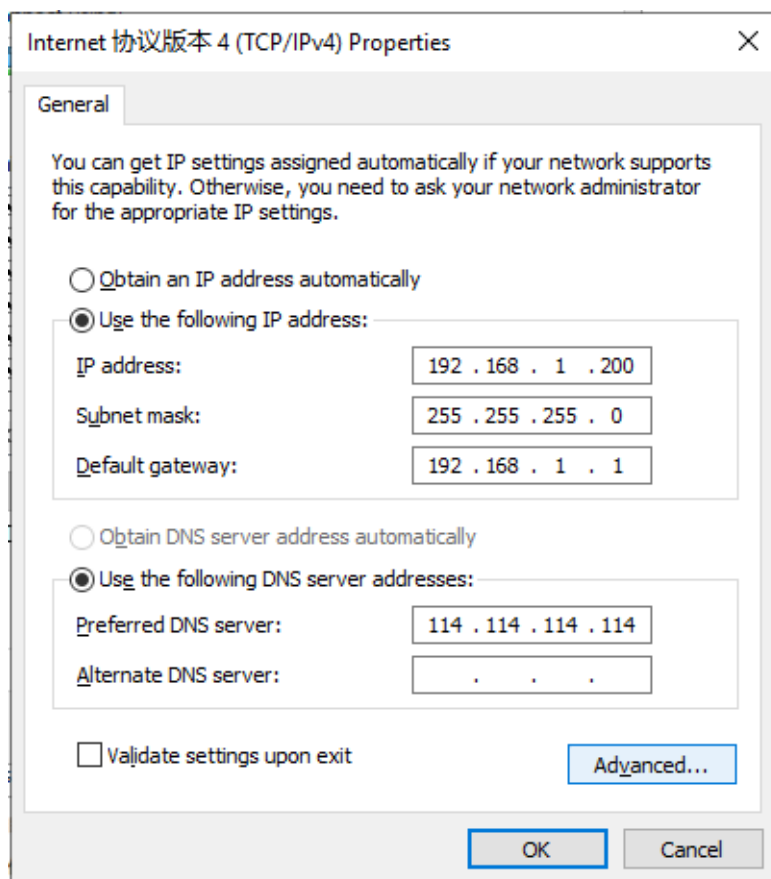 Internet 协议版本 4 (TCP/IPv4) Properties
General
You can get IP settings assigned automatically if your network supports
this capability. Otherwise, you need to ask your network administrator
for the appropriate IP settings.
Obtain an IP address automatically
Use the following IP address:
IP address: 192 . 168 . 1 . 200
Subnet mask: 255 . 255 . 255 . 0
Default gateway: 192 . 168 . 1 . 1
Obtain DNS server address automatically
Use the following DNS server addresses:
Preferred DNS server: 114 . 114 . 114 . 114
Alternate DNS server: . . .
Validate settings upon exit
Advanced...
OK Cancel